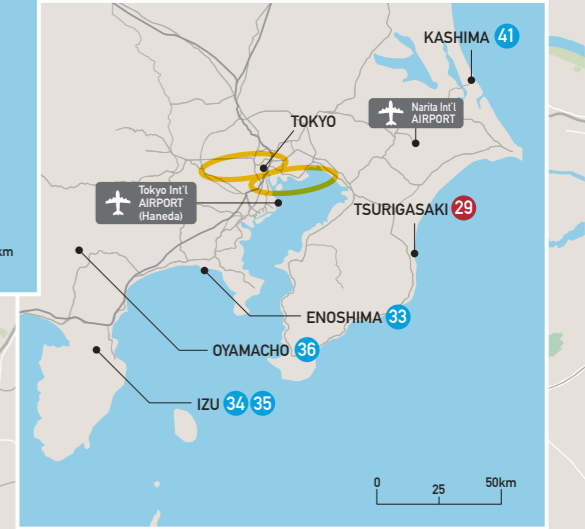 KASHIMA 41
Narita Int'l
AIRPORT
TOKYO
Tokyo Int'l
AIRPORT
(Haneda)
TSURIGASAKI 29
km
ENOSHIMA 33
OYAMACHO 36
IZU 34 35
0 25 50km